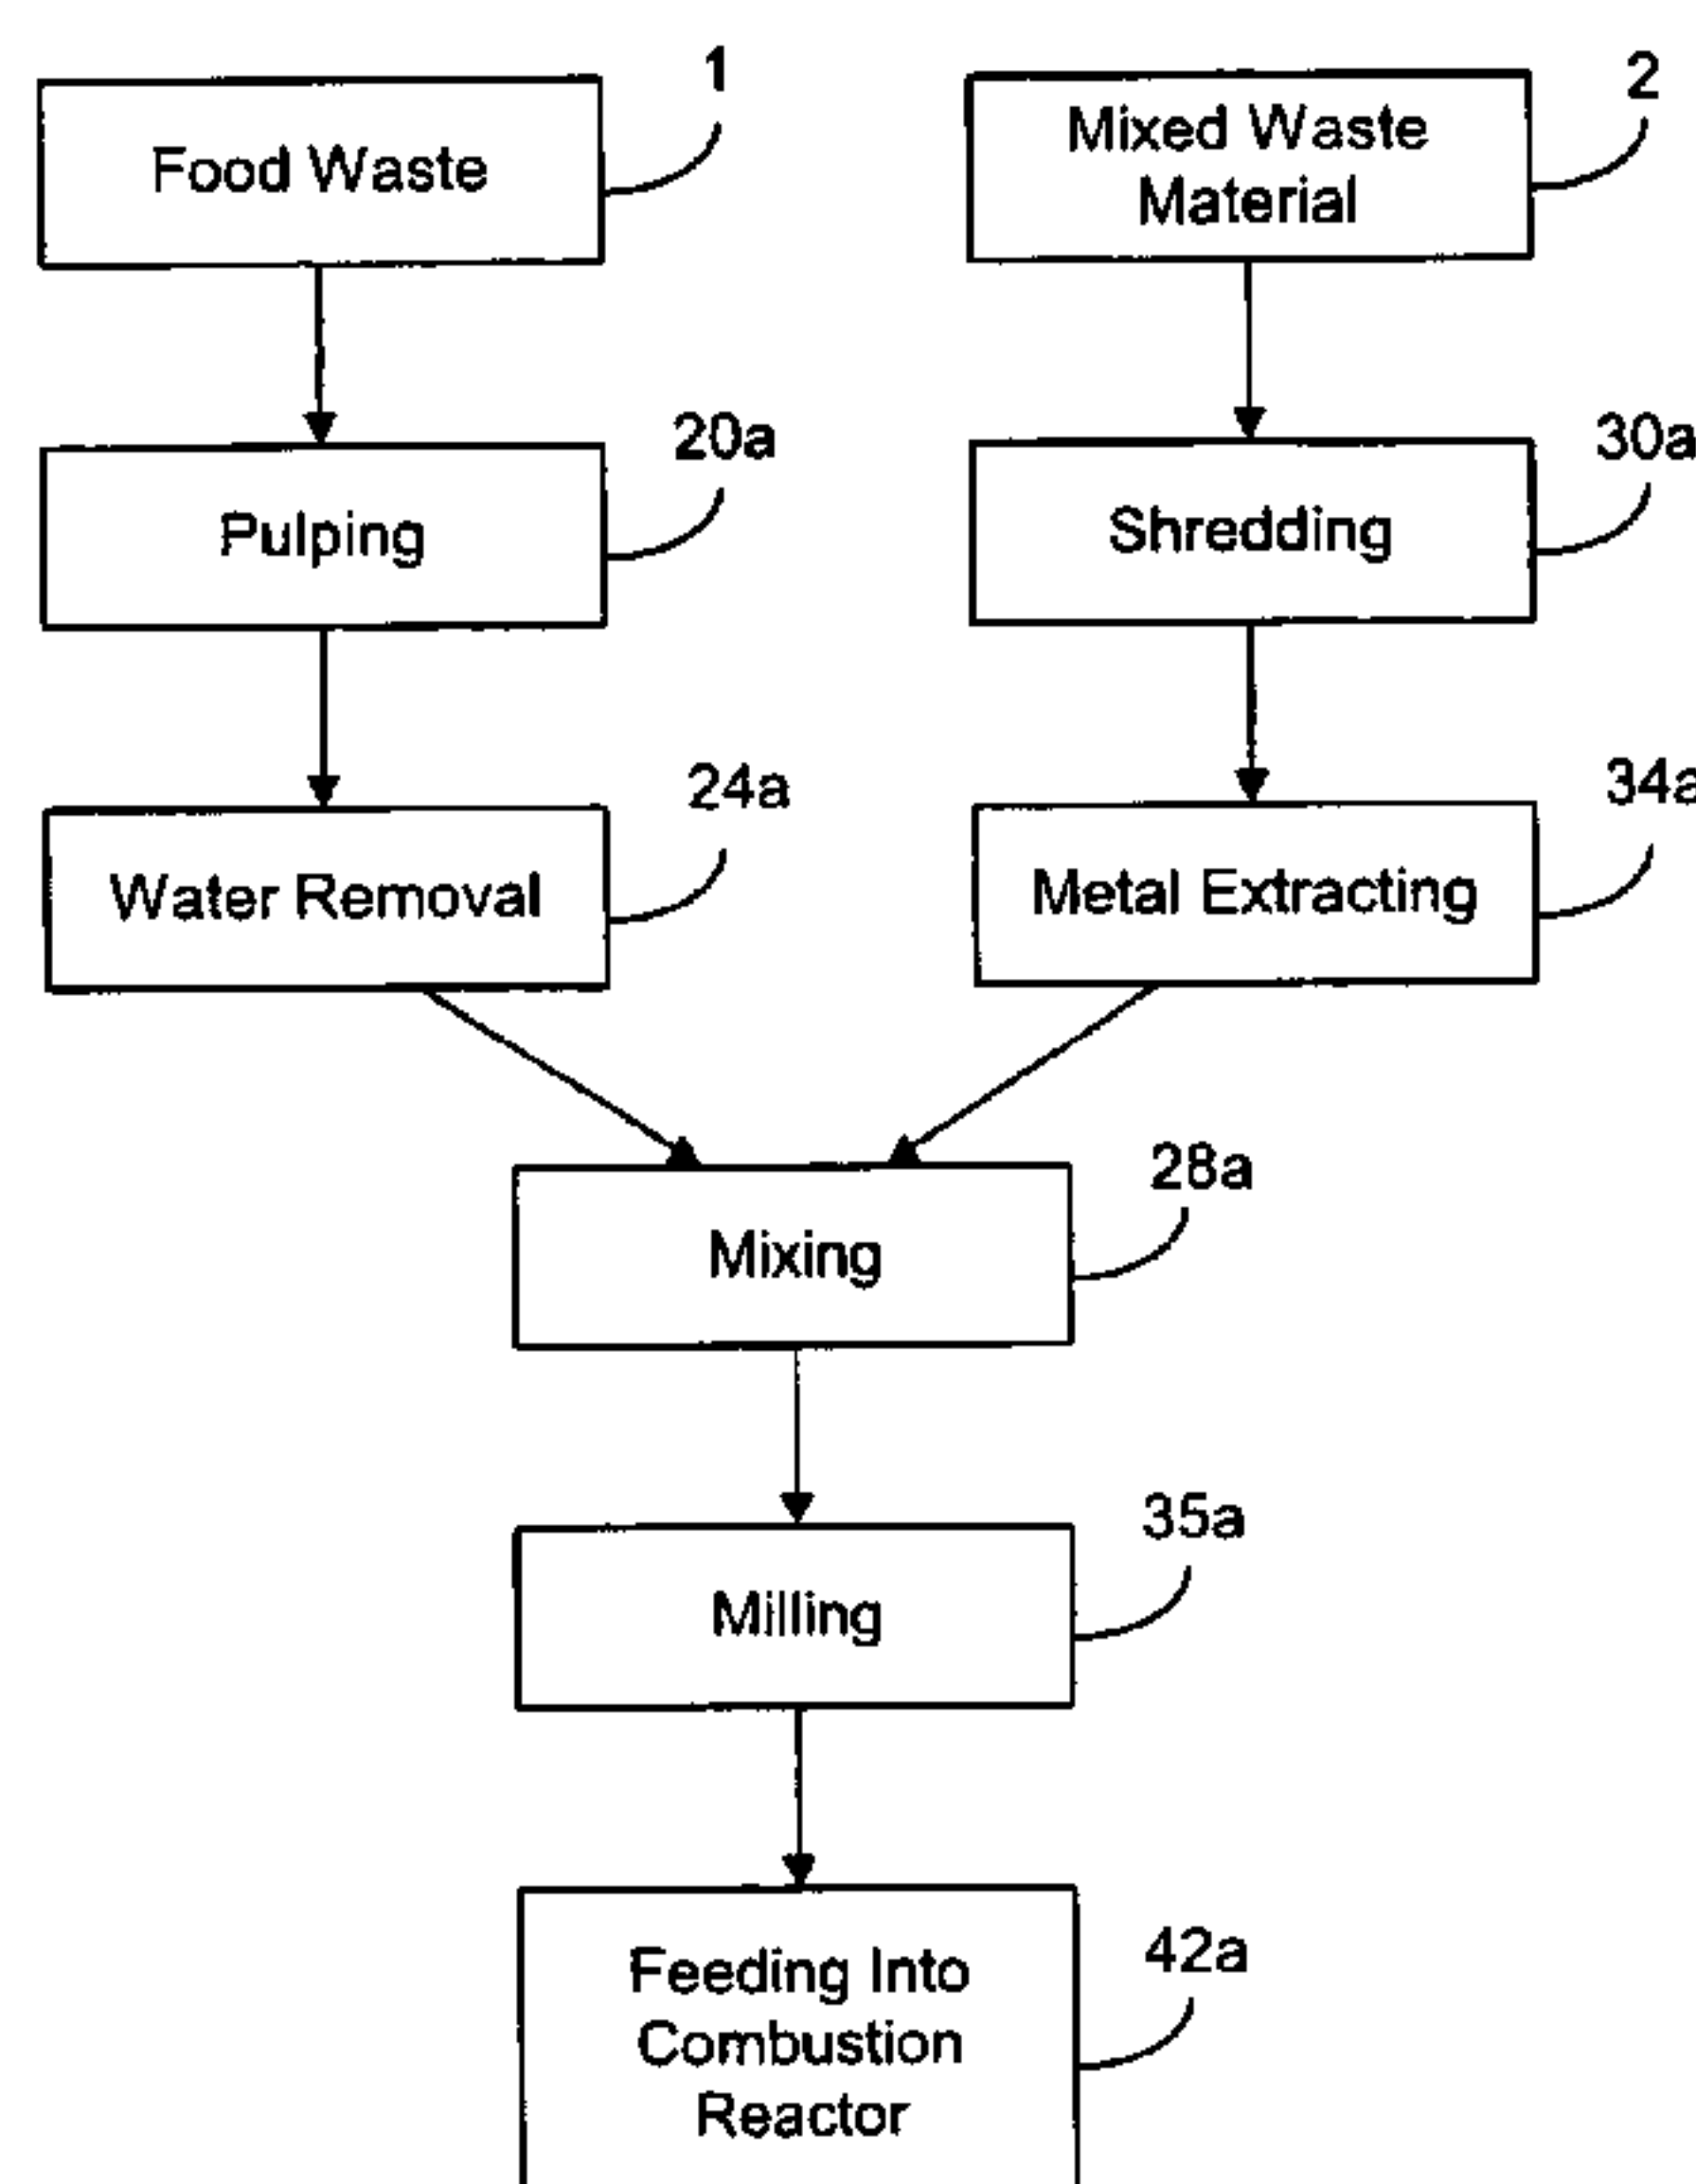 1
Food Waste
2
Mixed Waste
Material
20a
Pulping
30a
Shredding
24a
Water Removal
34a
Metal Extracting
28a
Mixing
35a
Milling
42a
Feeding Into
Combustion
Reactor